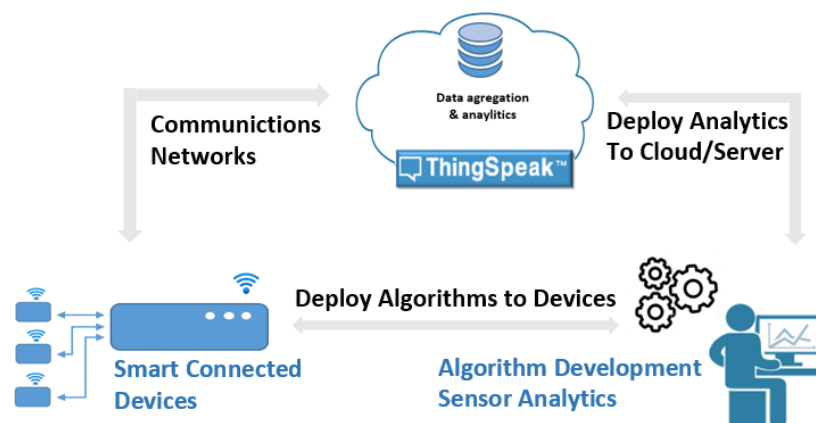 Data agregation
& anaylitics
ThingSpeak™
Communictions
Networks
Deploy Analytics
To Cloud/Server
Deploy Algorithms to Devices
Smart Connected
Devices
Algorithm Development
Sensor Analytics